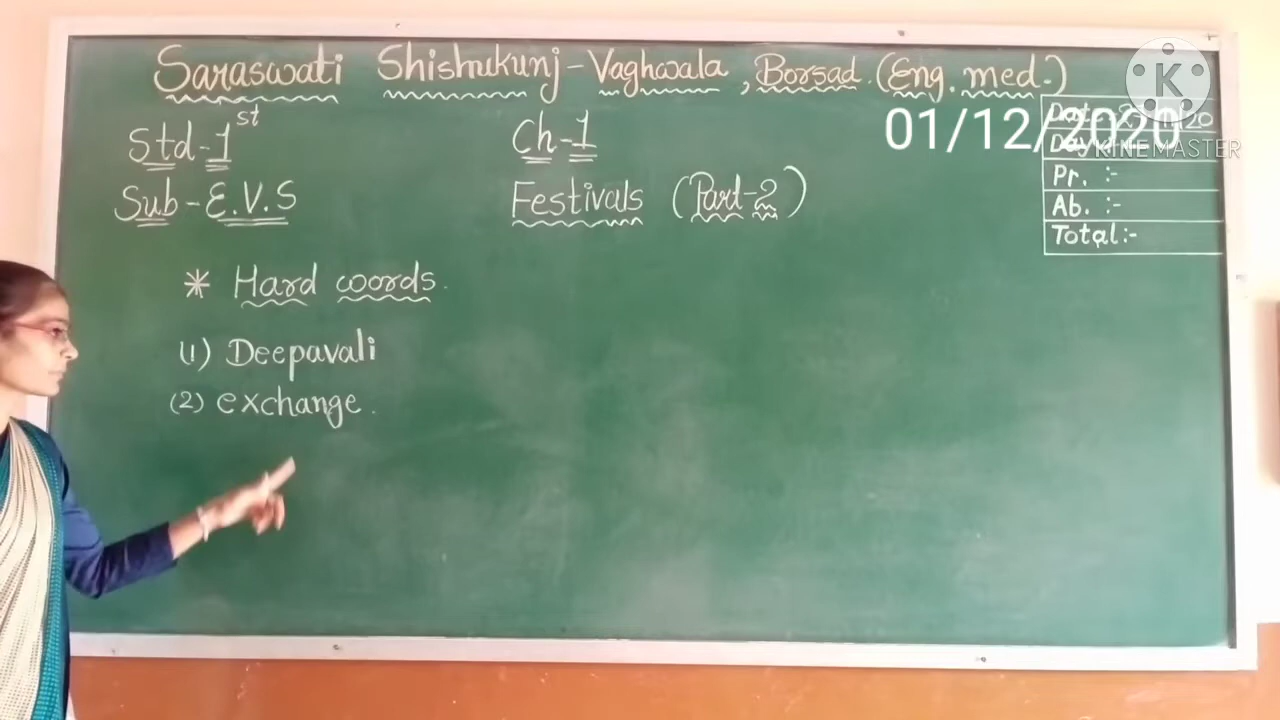 Saraswati Shishukunj - Vaghwala, Borsad. (Eng. med.)
Std - 1st
Ch - 1
01/12/2020
Sub - E.V.S
Festivals (Part-2)
K
KINEMASTER
Pr. :-
Ab. :-
Total:-
* Hard words.
(1) Deepavali
(2) exchange.